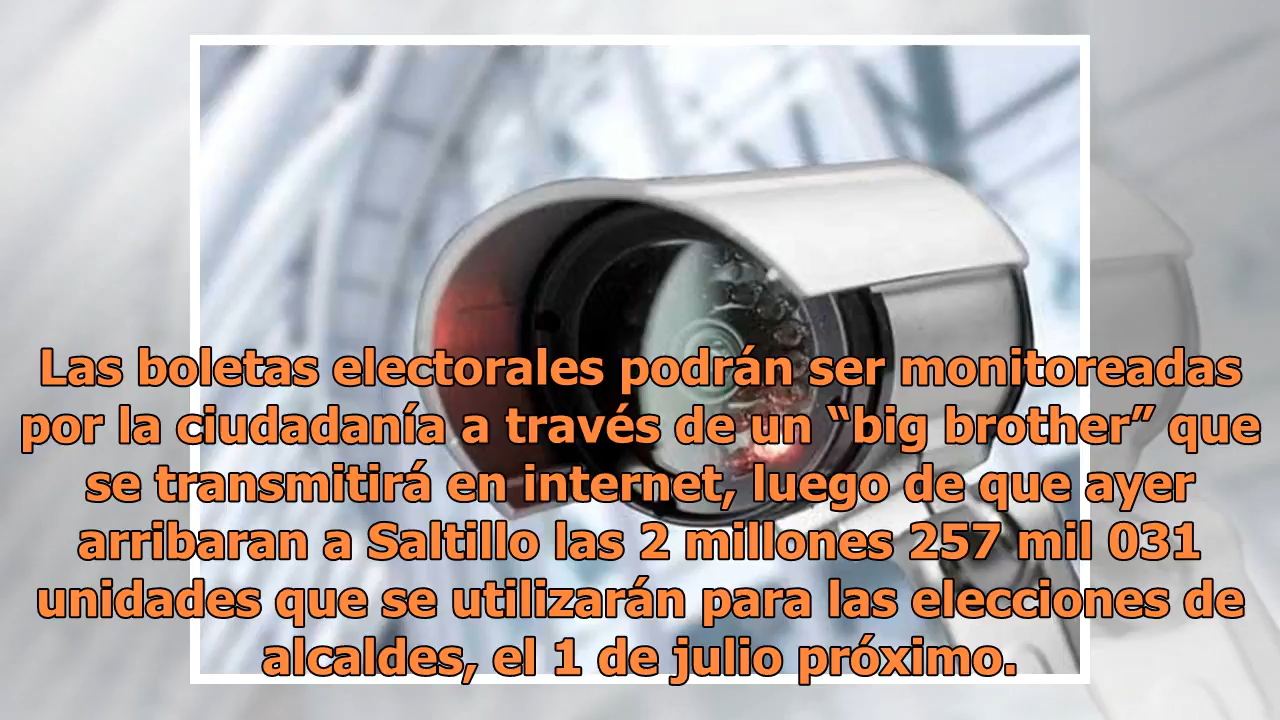 Las boletas electorales podrán ser monitoreadas
por la ciudadanía a través de un “big brother” que
se transmitirá en internet, luego de que ayer
arribaran a Saltillo las 2 millones 257 mil 031
unidades que se utilizarán para las elecciones de
alcaldes, el 1 de julio próximo.